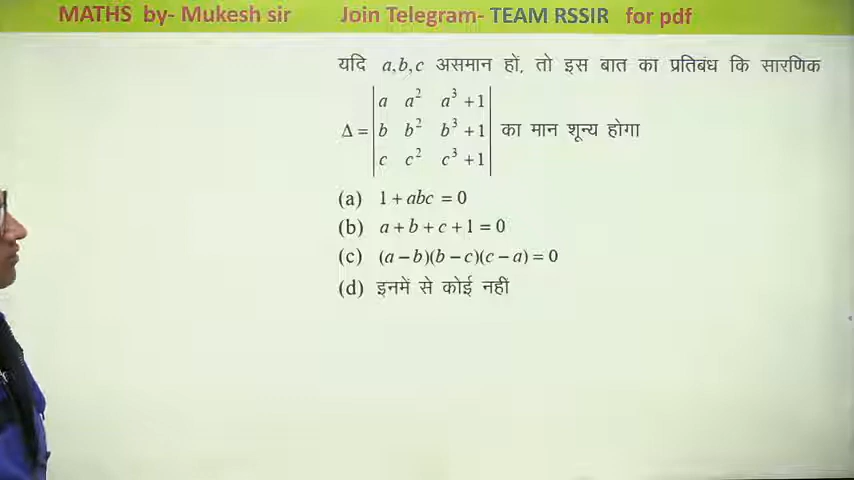 MATHS by- Mukesh sir Join Telegram- TEAM RSSIR for pdf
यदि a,b,c असमान हों, तो इस बात का प्रतिबंध कि सारणिक
Δ = |a a² a³+1|
|b b² b³+1| का मान शून्य होगा
|c c² c³+1|
(a) 1+abc = 0
(b) a+b+c+1 = 0
(c) (a−b)(b−c)(c−a) = 0
(d) इनमें से कोई नहीं